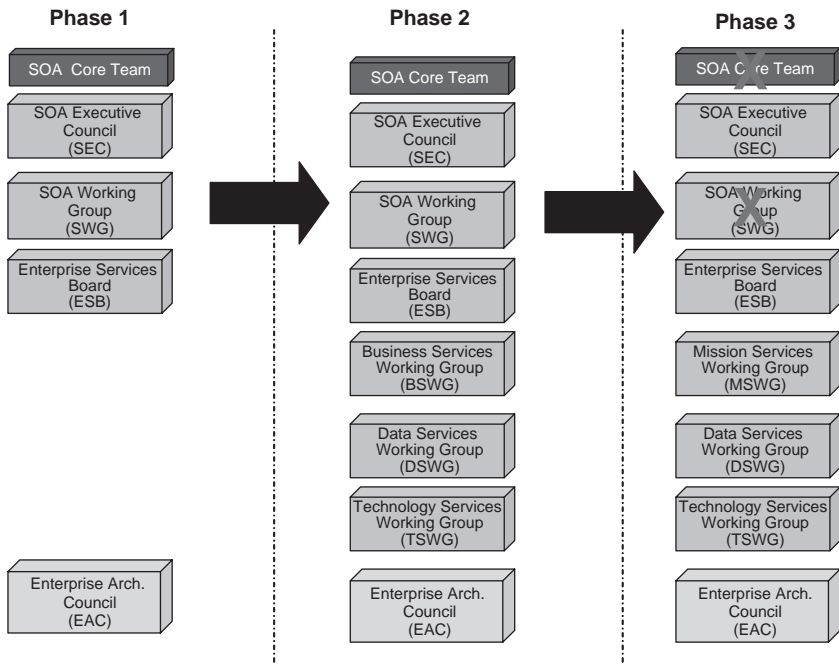 Phase 1
SOA Core Team
SOA Executive
Council
(SEC)
SOA Working
Group
(SWG)
Enterprise Services
Board
(ESB)
Enterprise Arch.
Council
(EAC)
Phase 2
SOA Core Team
SOA Executive
Council
(SEC)
SOA Working
Group
(SWG)
Enterprise Services
Board
(ESB)
Business Services
Working Group
(BSWG)
Data Services
Working Group
(DSWG)
Technology Services
Working Group
(TSWG)
Enterprise Arch.
Council
(EAC)
Phase 3
SOA Core Team
X
SOA Executive
Council
(SEC)
SOA Working
Group
(SWG)
X
Enterprise Services
Board
(ESB)
Mission Services
Working Group
(MSWG)
Data Services
Working Group
(DSWG)
Technology Services
Working Group
(TSWG)
Enterprise Arch.
Council
(EAC)